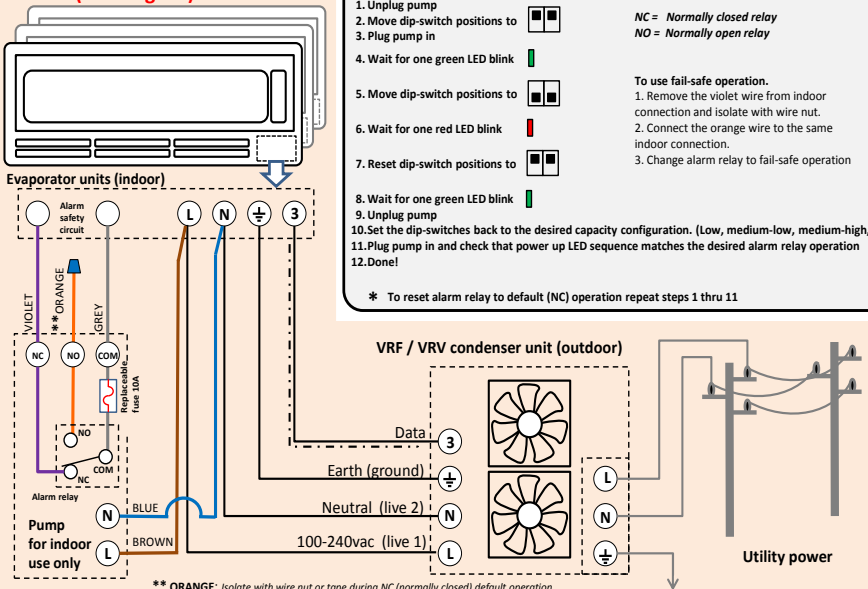 1. Unplug pump
2. Move dip-switch positions to
3. Plug pump in
4. Wait for one green LED blink
5. Move dip-switch positions to
6. Wait for one red LED blink
7. Reset dip-switch positions to
8. Wait for one green LED blink
9. Unplug pump
10.Set the dip-switches back to the desired capacity configuration. (Low, medium-low, medium-high,
11.Plug pump in and check that power up LED sequence matches the desired alarm relay operation
12.Done!
* To reset alarm relay to default (NC) operation repeat steps 1 thru 11
NC = Normally closed relay
NO = Normally open relay
To use fail-safe operation.
1. Remove the violet wire from indoor
connection and isolate with wire nut.
2. Connect the orange wire to the same
indoor connection.
3. Change alarm relay to fail-safe operation
Evaporator units (indoor)
Alarm
safety
circuit
L
N
3
VIOLET
**ORANGE
GREY
NC
NO
COM
Replaceable
fuse 10A
NO
COM
NC
Alarm relay
Pump
for indoor
use only
N
BLUE
L
BROWN
VRF / VRV condenser unit (outdoor)
Data
3
Earth (ground)
Neutral (live 2)
N
100-240vac (live 1)
L
L
N
Utility power
** ORANGE: Isolate with wire nut or tape during NC (normally closed) default operation